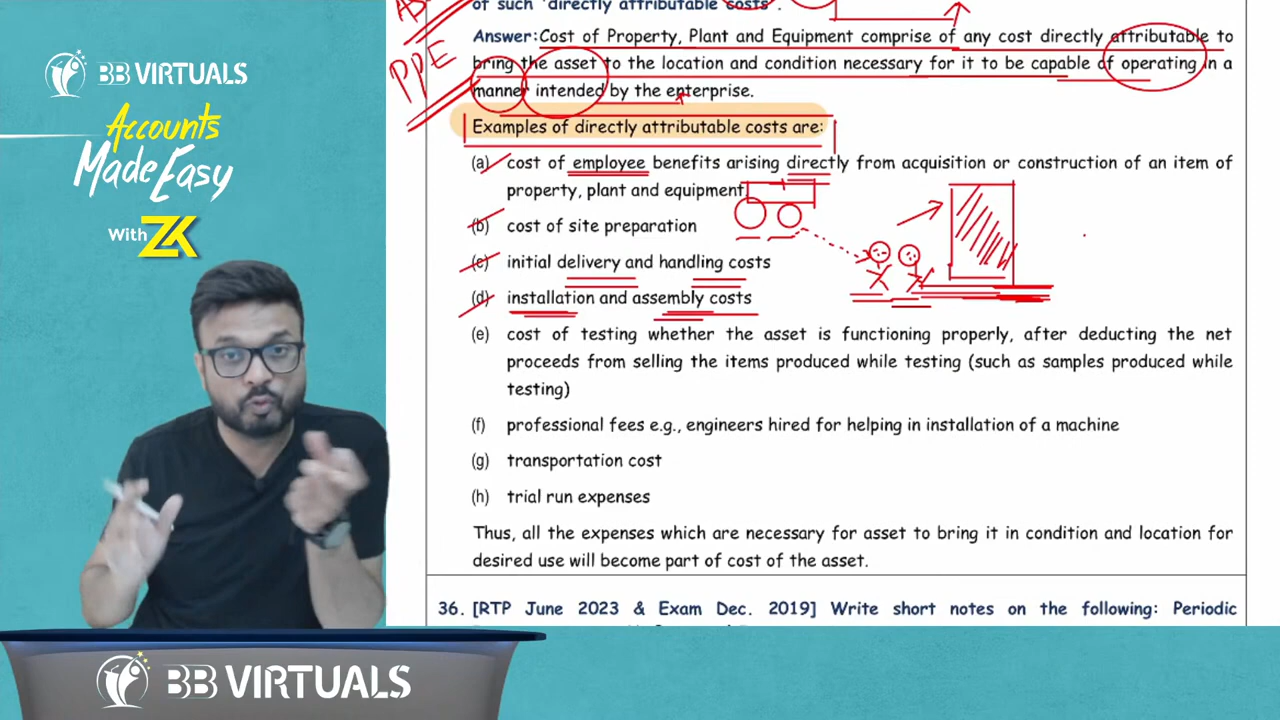 BB VIRTUALS
Accounts
Made Easy
With ZK
of such 'directly attributable costs'.
PPE
Answer: Cost of Property, Plant and Equipment comprise of any cost directly attributable to
bring the asset to the location and condition necessary for it to be capable of operating in a
manner intended by the enterprise.
Examples of directly attributable costs are:
(a) cost of employee benefits arising directly from acquisition or construction of an item of
property, plant and equipment
(b) cost of site preparation
(c) initial delivery and handling costs
(d) installation and assembly costs
(e) cost of testing whether the asset is functioning properly, after deducting the net
proceeds from selling the items produced while testing (such as samples produced while
testing)
(f) professional fees e.g., engineers hired for helping in installation of a machine
(g) transportation cost
(h) trial run expenses
Thus, all the expenses which are necessary for asset to bring it in condition and location for
desired use will become part of cost of the asset.
36. [RTP June 2023 & Exam Dec. 2019] Write short notes on the following: Periodic
BB VIRTUALS